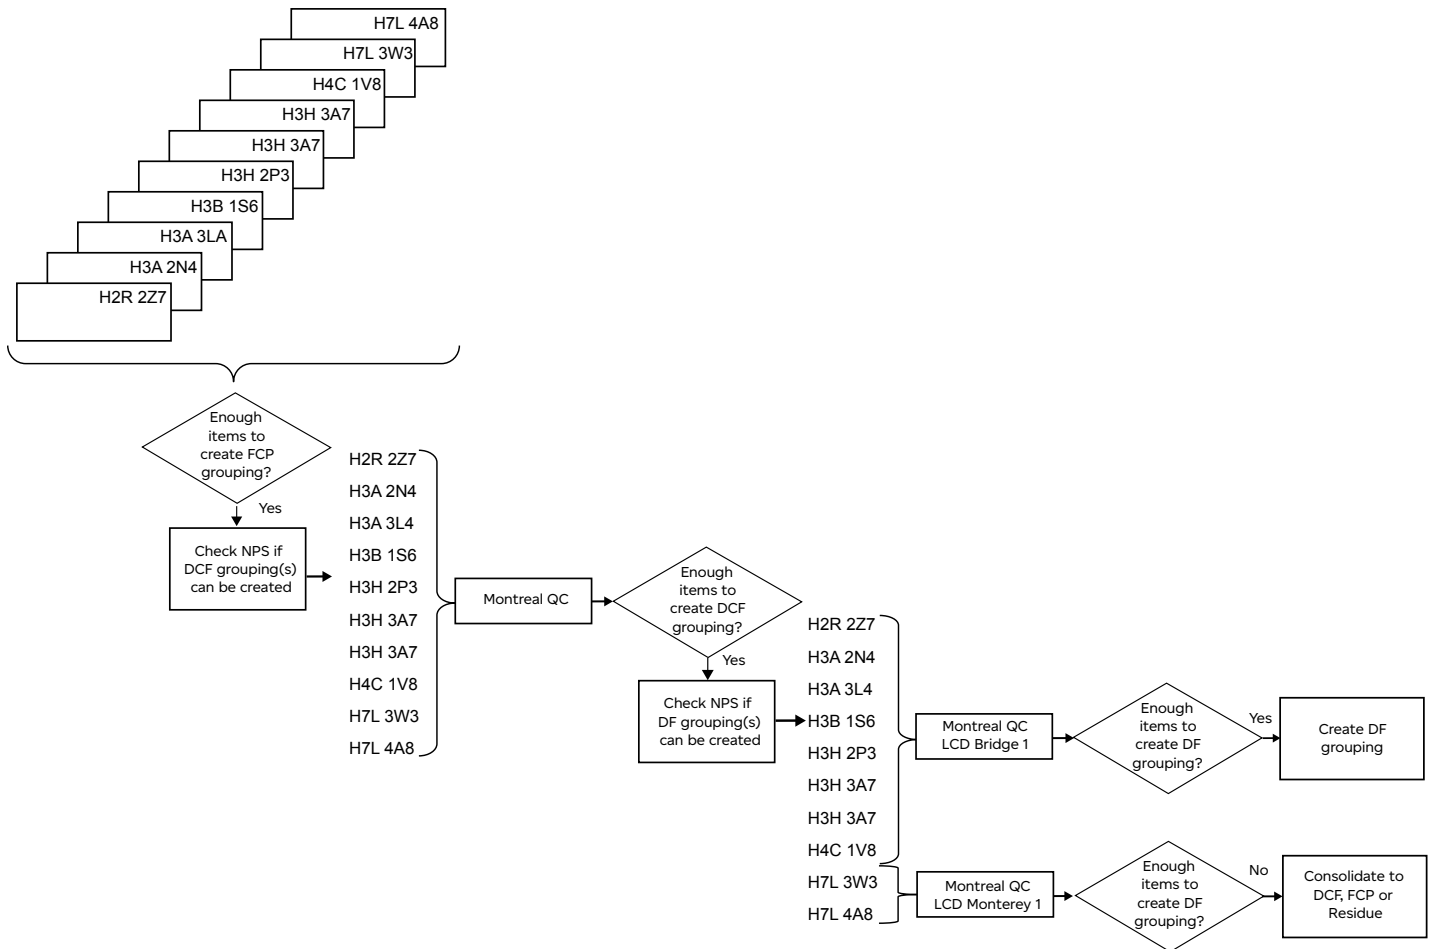 H7L 4A8
H7L 3W3
H4C 1V8
H3H 3A7
H3H 3A7
H3H 2P3
H3B 1S6
H3A 3LA
H3A 2N4
H2R 2Z7
Enough
items to
create FCP
grouping?
Yes
Check NPS if
DCF grouping(s)
can be created
H2R 2Z7
H3A 2N4
H3A 3L4
H3B 1S6
H3H 2P3
H3H 3A7
H3H 3A7
H4C 1V8
H7L 3W3
H7L 4A8
Montreal QC
Enough
items to
create DCF
grouping?
Yes
Check NPS if
DF grouping(s)
can be created
H2R 2Z7
H3A 2N4
H3A 3L4
H3B 1S6
H3H 2P3
H3H 3A7
H3H 3A7
H4C 1V8
H7L 3W3
H7L 4A8
Montreal QC
LCD Bridge 1
Enough
items to
create DF
grouping?
Yes
Create DF
grouping
Montreal QC
LCD Monterey 1
Enough
items to
create DF
grouping?
No
Consolidate to
DCF, FCP or
Residue